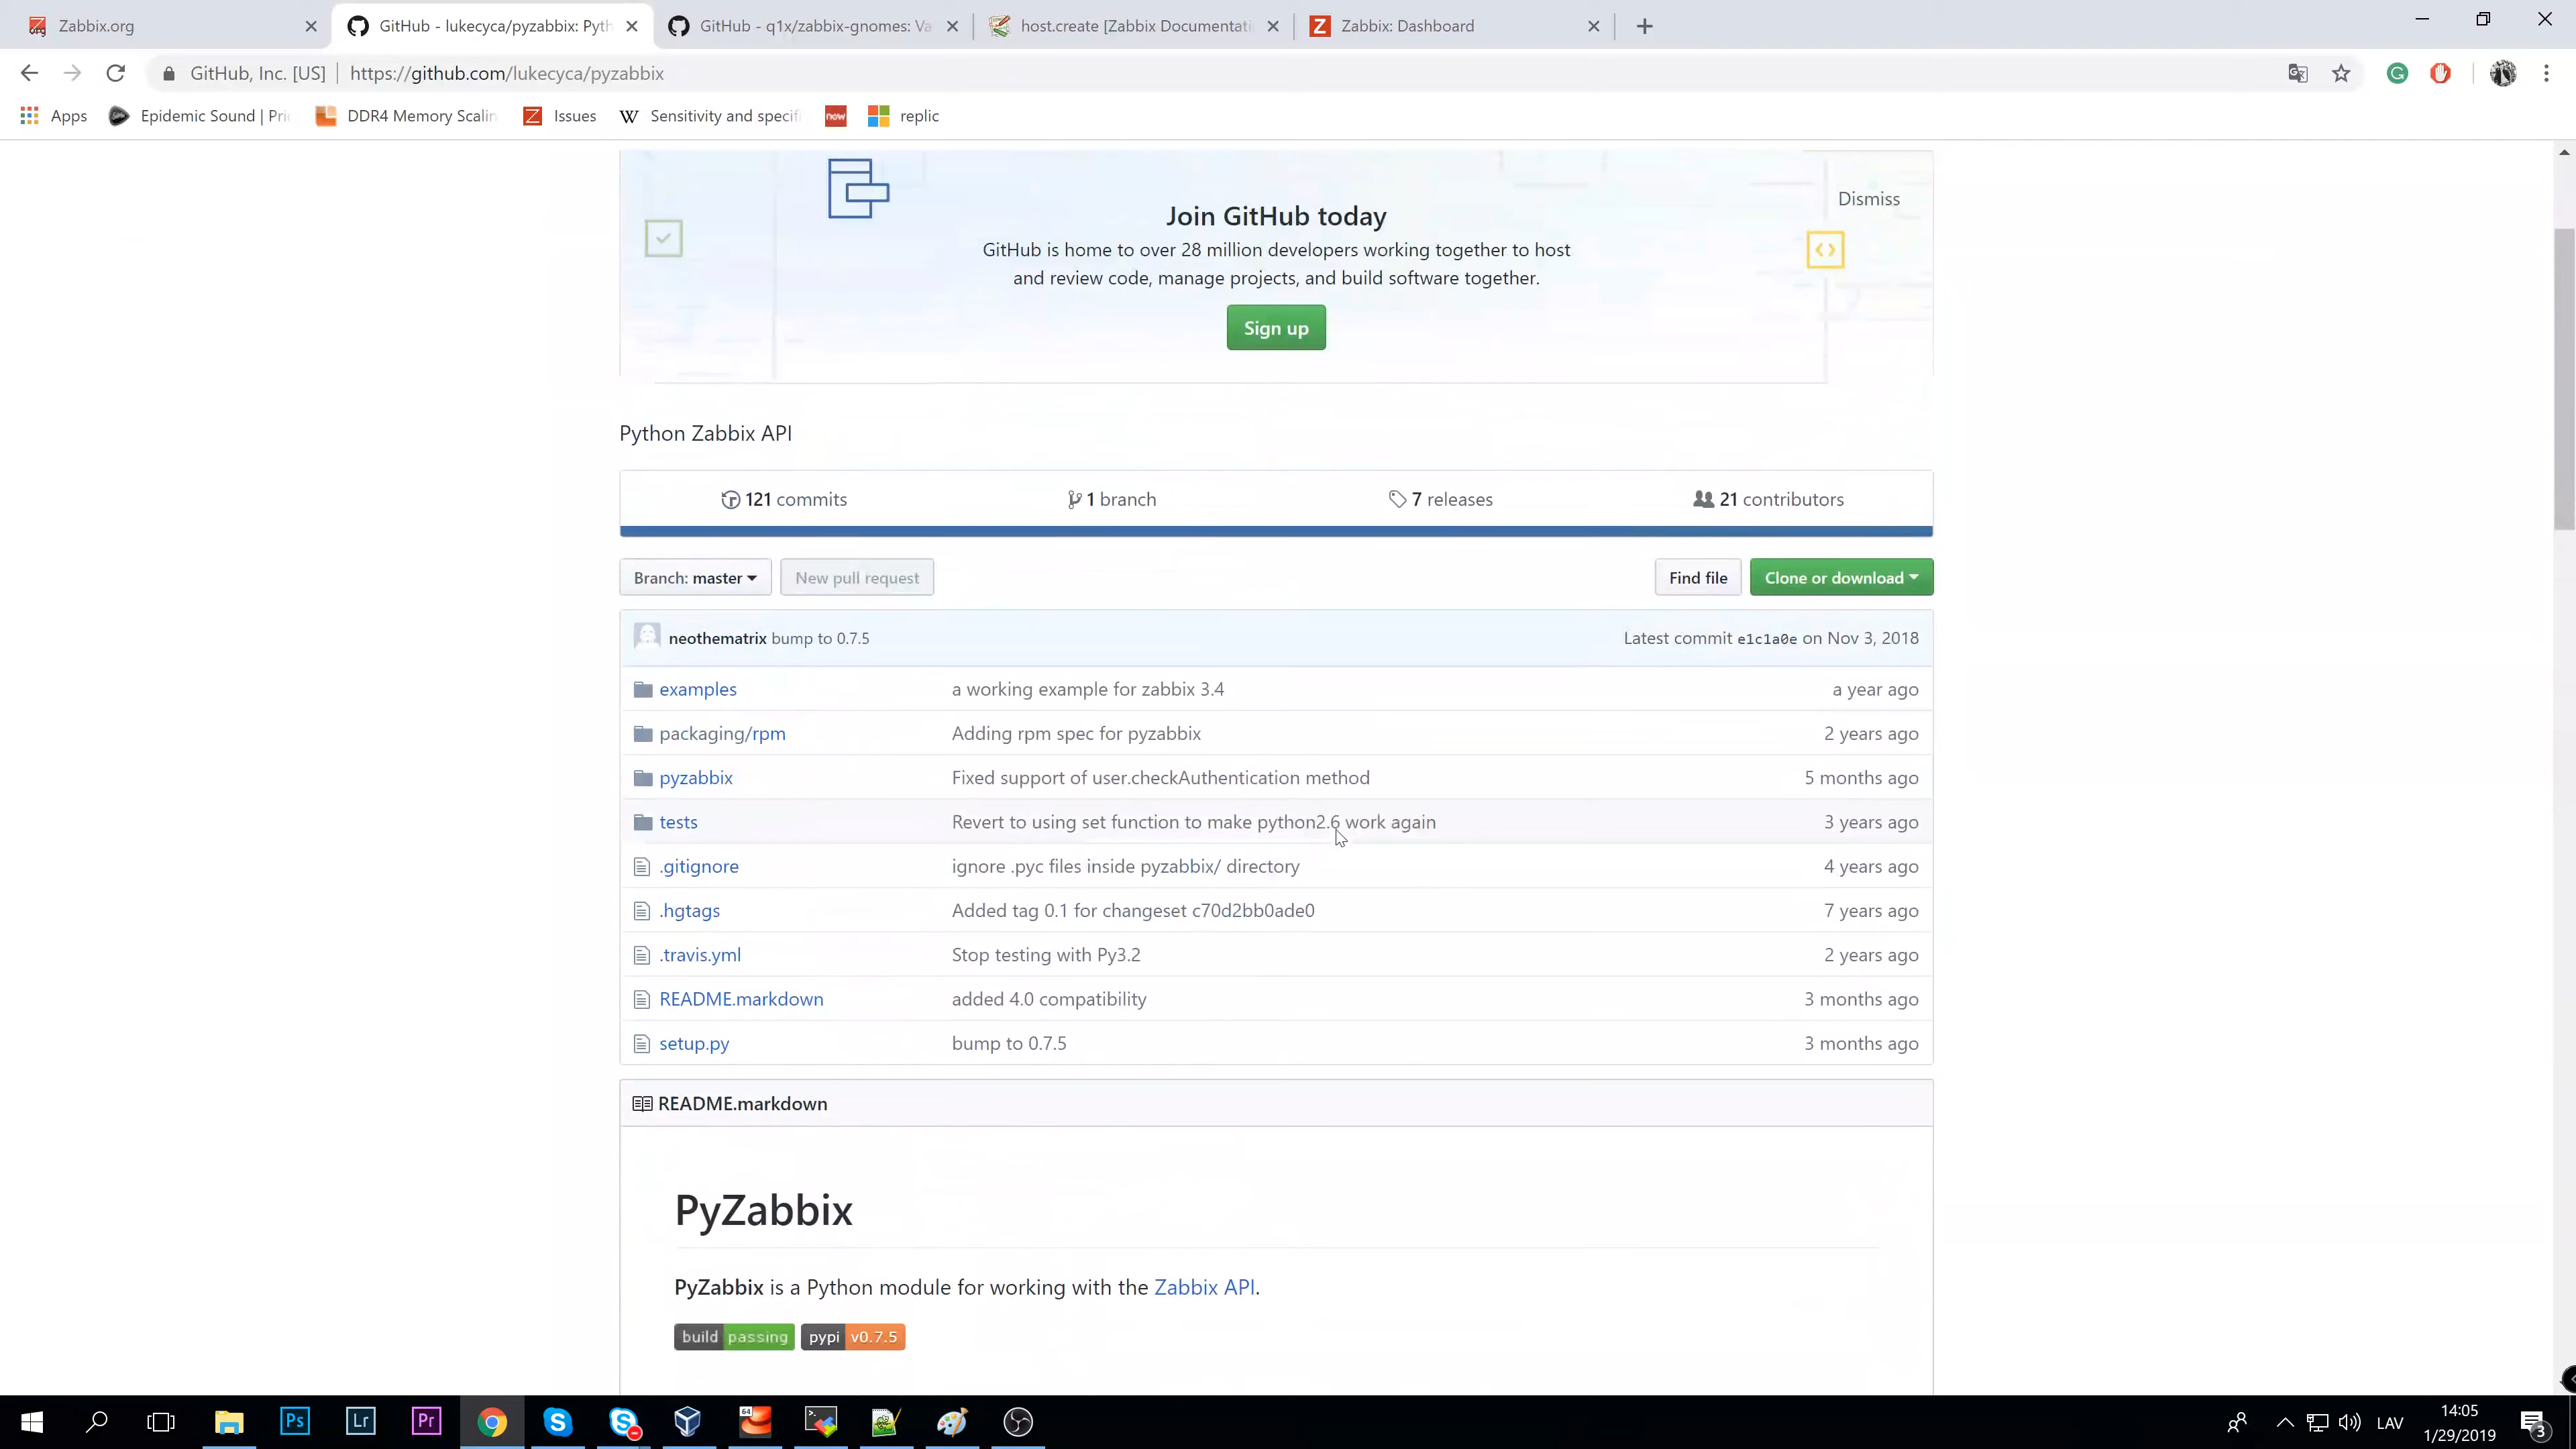 Zabbix.org
GitHub - lukecyca/pyzabbix: Pyth
GitHub - q1x/zabbix-gnomes: Va
host.create [Zabbix Documentati
Zabbix: Dashboard
GitHub, Inc. [US] https://github.com/lukecyca/pyzabbix
Apps
Epidemic Sound | Pri
DDR4 Memory Scalin
Issues
Sensitivity and specifi
replic
Join GitHub today
Dismiss
GitHub is home to over 28 million developers working together to host
and review code, manage projects, and build software together.
Sign up
Python Zabbix API
121 commits
1 branch
7 releases
21 contributors
Branch: master
New pull request
Find file
Clone or download
neothematrix bump to 0.7.5
Latest commit e1c1a0e on Nov 3, 2018
examples a working example for zabbix 3.4 a year ago
packaging/rpm Adding rpm spec for pyzabbix 2 years ago
pyzabbix Fixed support of user.checkAuthentication method 5 months ago
tests Revert to using set function to make python2.6 work again 3 years ago
.gitignore ignore .pyc files inside pyzabbix/ directory 4 years ago
.hgtags Added tag 0.1 for changeset c70d2bb0ade0 7 years ago
.travis.yml Stop testing with Py3.2 2 years ago
README.markdown added 4.0 compatibility 3 months ago
setup.py bump to 0.7.5 3 months ago
README.markdown
PyZabbix
PyZabbix is a Python module for working with the Zabbix API.
build passing pypi v0.7.5
Ps
Lr
Pr
64
LAV
14:05
1/29/2019
3